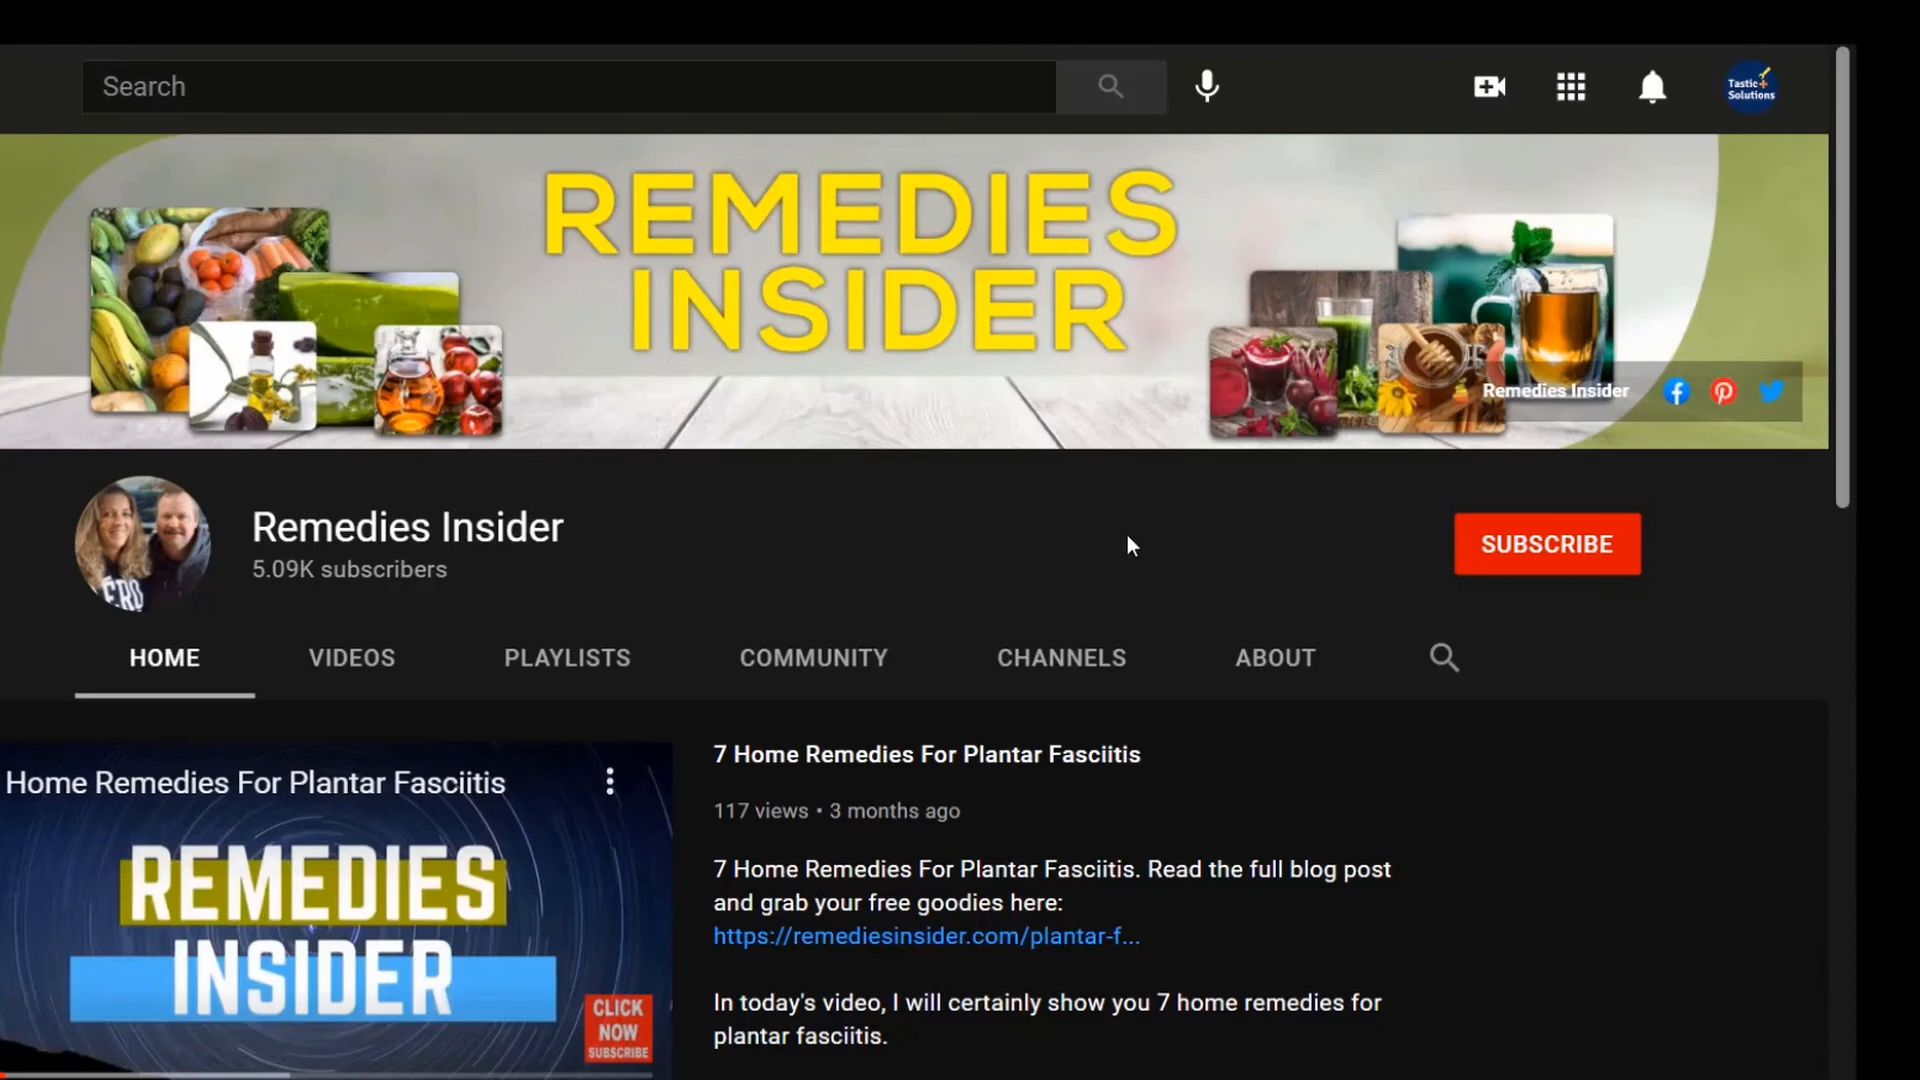 Search
Tastic
Solutions
REMEDIES
INSIDER
Remedies Insider
Remedies Insider
5.09K subscribers
SUBSCRIBE
HOME VIDEOS PLAYLISTS COMMUNITY CHANNELS ABOUT
Home Remedies For Plantar Fasciitis
REMEDIES
INSIDER
CLICK
NOW
SUBSCRIBE
7 Home Remedies For Plantar Fasciitis
117 views • 3 months ago
7 Home Remedies For Plantar Fasciitis. Read the full blog post
and grab your free goodies here:
https://remediesinsider.com/plantar-f...
In today's video, I will certainly show you 7 home remedies for
plantar fasciitis.